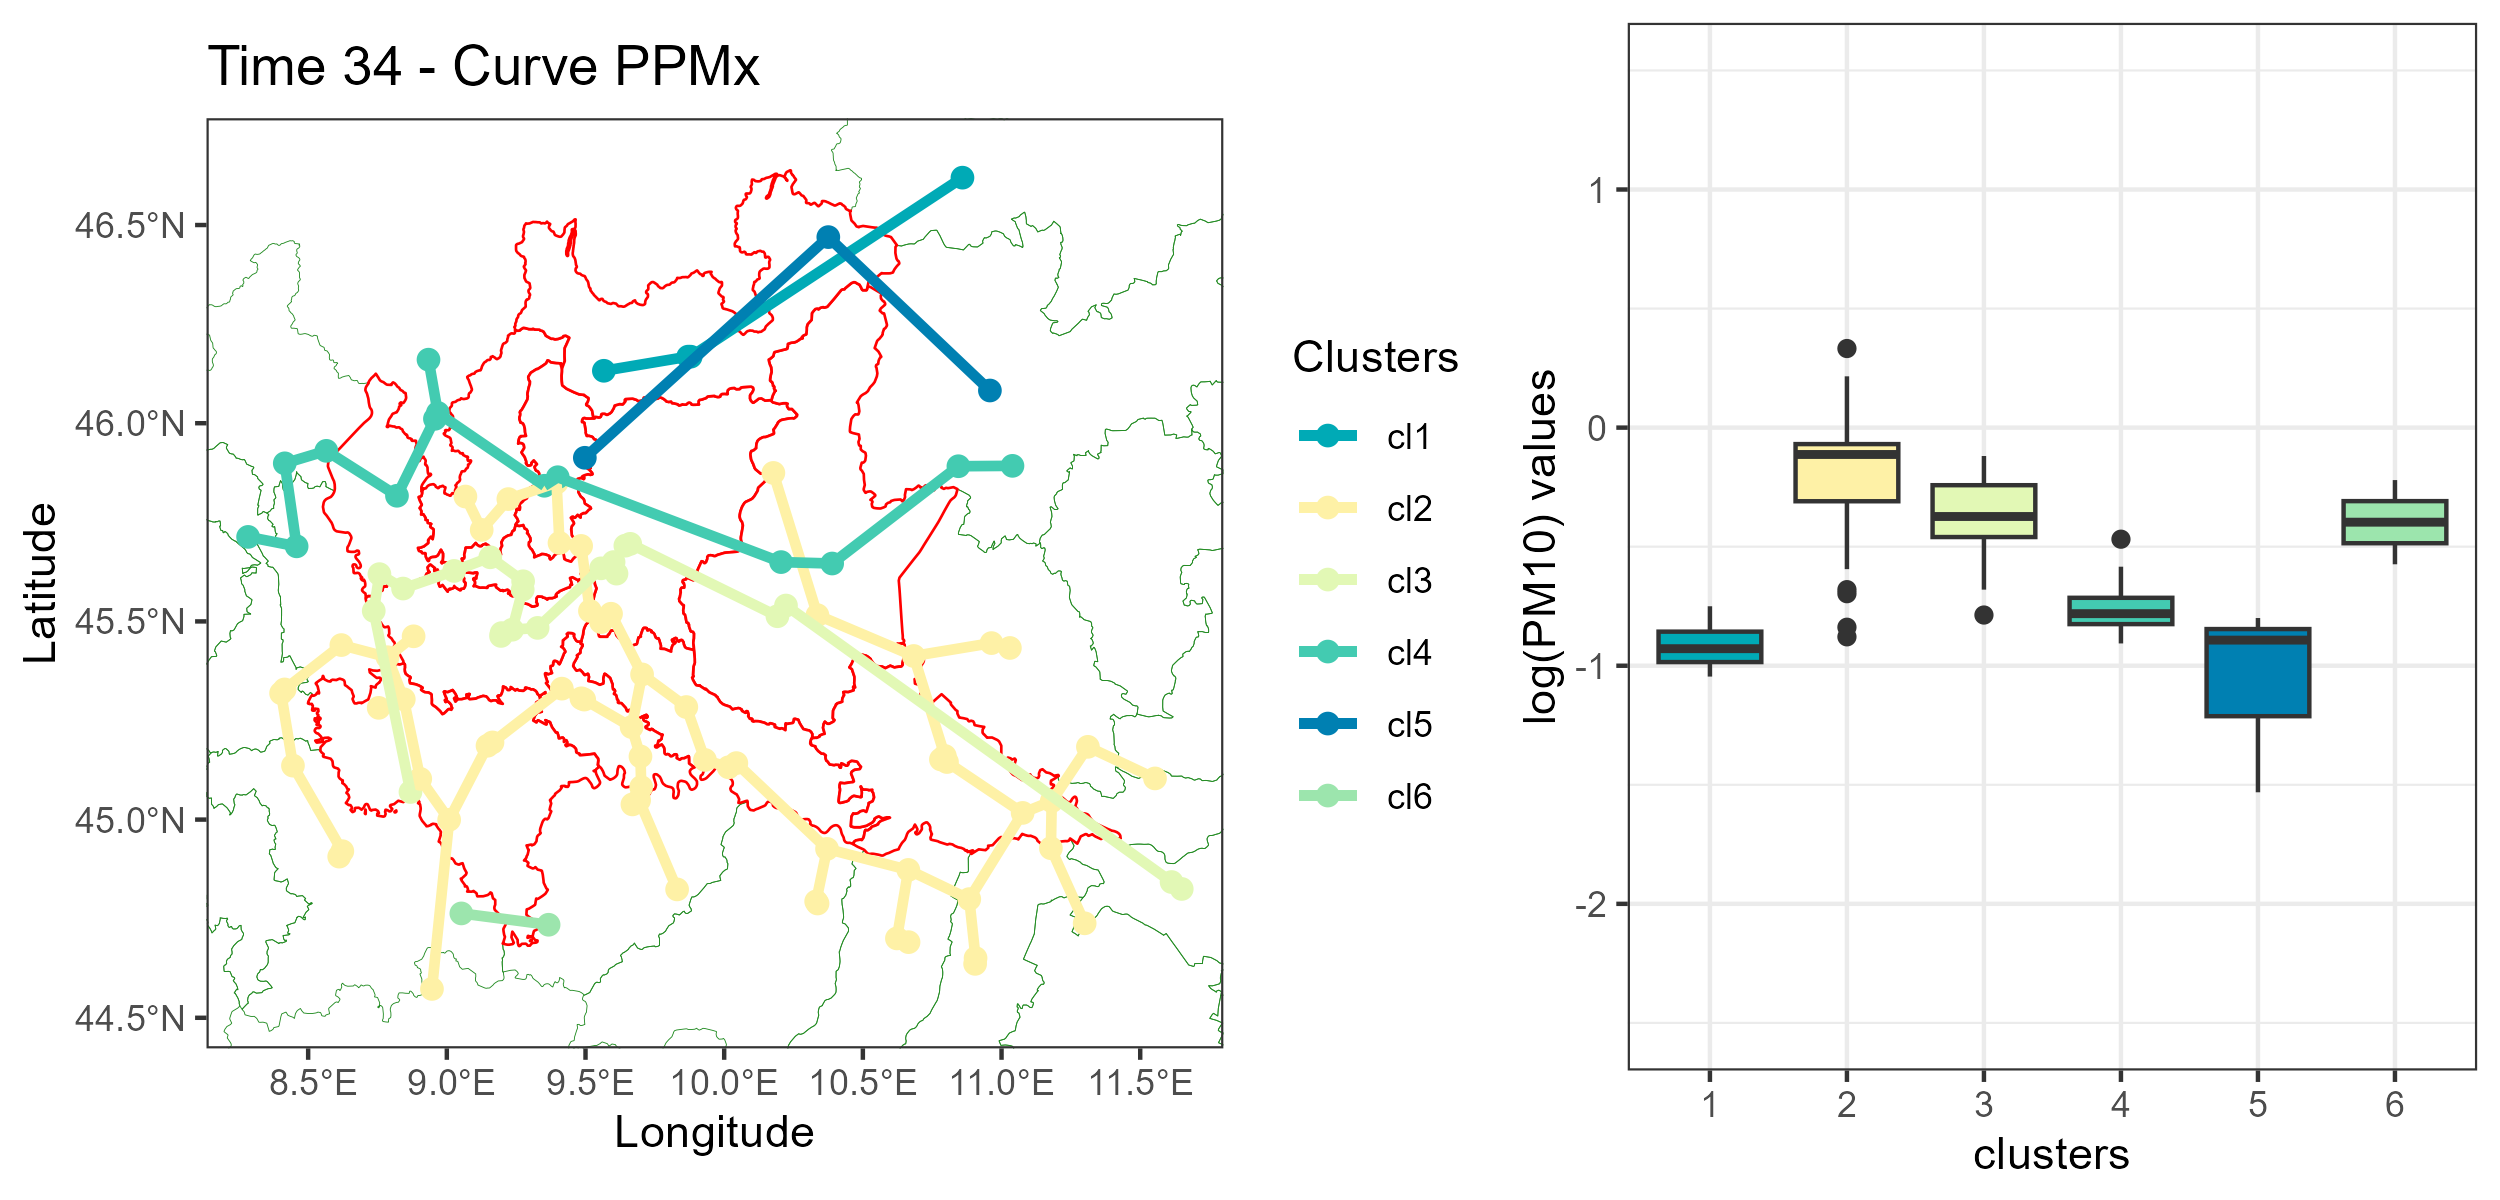 Time 34 - Curve PPMx
Latitude
46.5°N
46.0°N
45.5°N
45.0°N
44.5°N
8.5°E 9.0°E 9.5°E 10.0°E 10.5°E 11.0°E 11.5°E
Longitude
Clusters
cl1
cl2
cl3
cl4
cl5
cl6
log(PM10) values
1
0
-1
-2
1 2 3 4 5 6
clusters